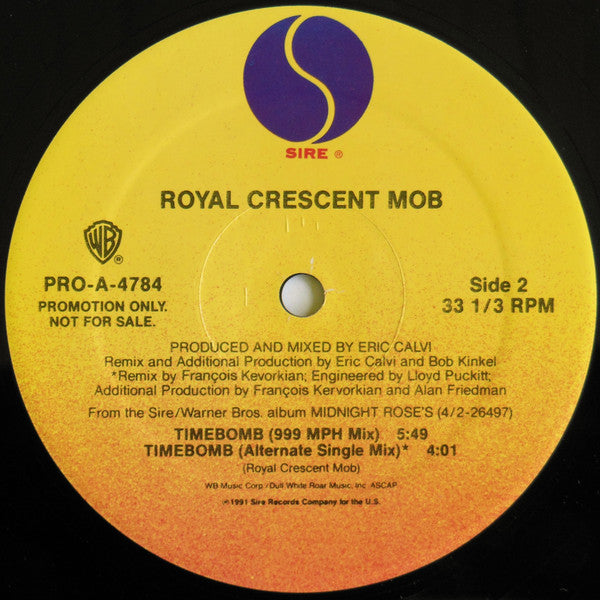 SIRE ®
ROYAL CRESCENT MOB
WB ®
PRO-A-4784
PROMOTION ONLY.
NOT FOR SALE.
Side 2
33 1/3 RPM
PRODUCED AND MIXED BY ERIC CALVI
Remix and Additional Production by Eric Calvi and Bob Kinkel
*Remix by François Kevorkian; Engineered by Lloyd Puckitt;
Additional Production by François Kervorkian and Alan Friedman
From the Sire/Warner Bros. album MIDNIGHT ROSE'S (4/2-26497)
TIMEBOMB (999 MPH Mix) 5:49
TIMEBOMB (Alternate Single Mix)* 4:01
(Royal Crescent Mob)
WB Music Corp./Dull White Roar Music, Inc. ASCAP
℗1991 Sire Records Company for the U.S.